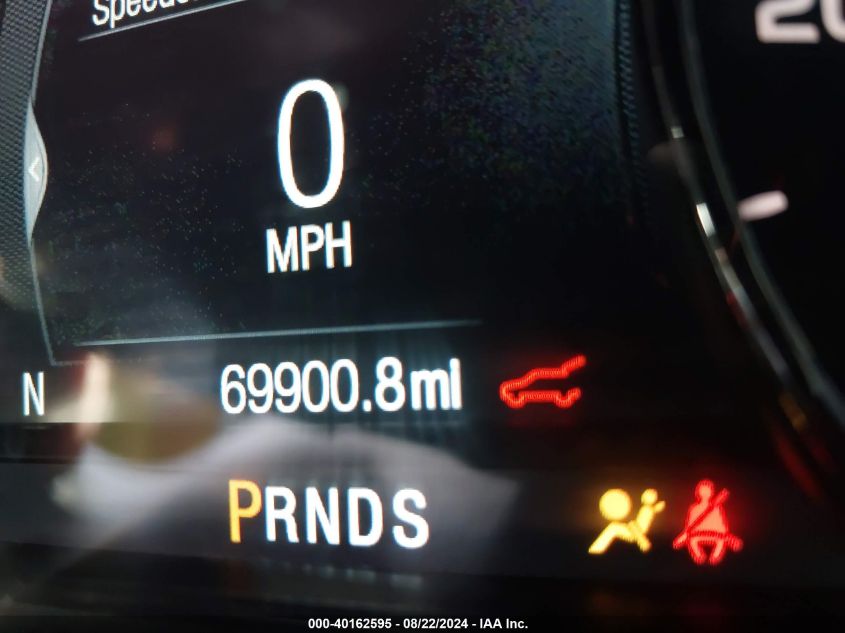 0
MPH
N
69900.8mi
PRNDS
000-40162595 - 08/22/2024 - IAA Inc.